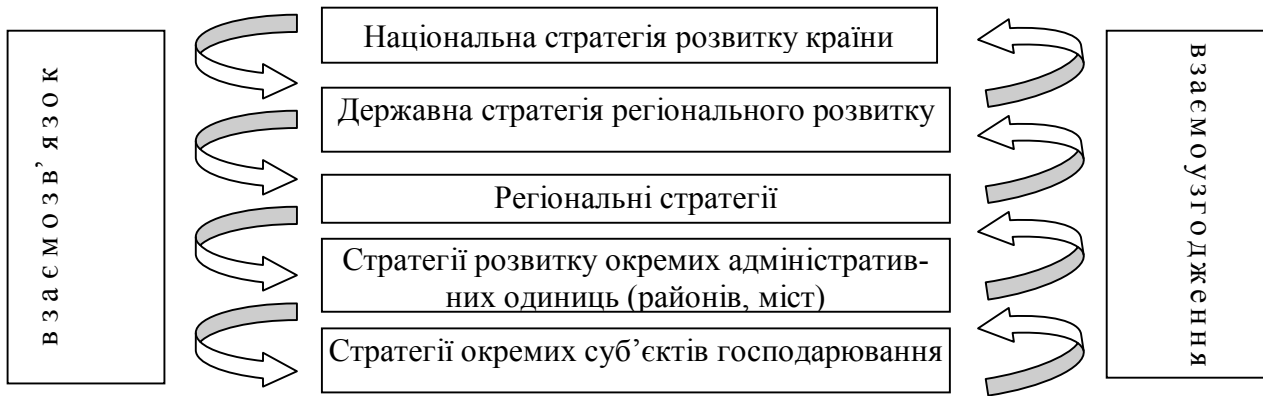 взаємозв’язок
Національна стратегія розвитку країни
Державна стратегія регіонального розвитку
Регіональні стратегії
Стратегії розвитку окремих адміністратив-
них одиниць (районів, міст)
Стратегії окремих суб’єктів господарювання
взаємоузгодження